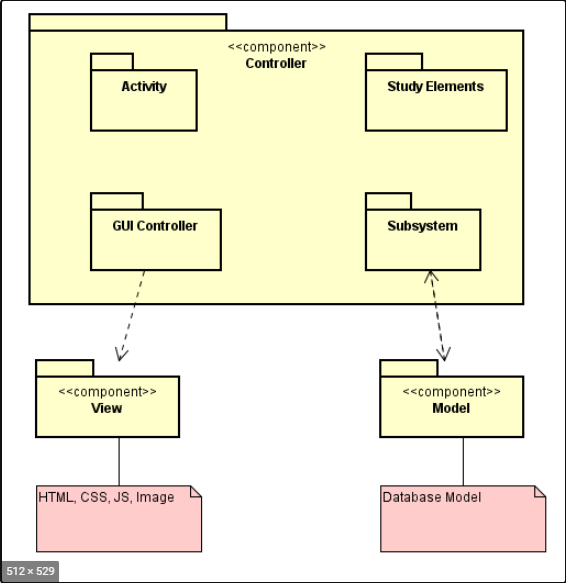 <<component>>
Controller
Activity
Study Elements
GUI Controller
Subsystem
<<component>>
View
<<component>>
Model
HTML, CSS, JS, Image
Database Model
512 × 529